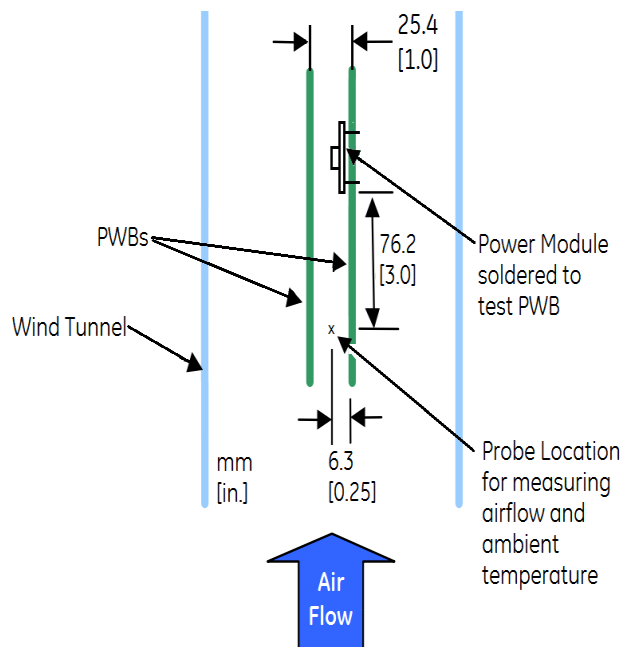 25.4
[1.0]
PWBs
76.2
[3.0]
Power Module
soldered to
test PWB
Wind Tunnel
x
mm
[in.]
6.3
[0.25]
Probe Location
for measuring
airflow and
ambient
temperature
Air
Flow